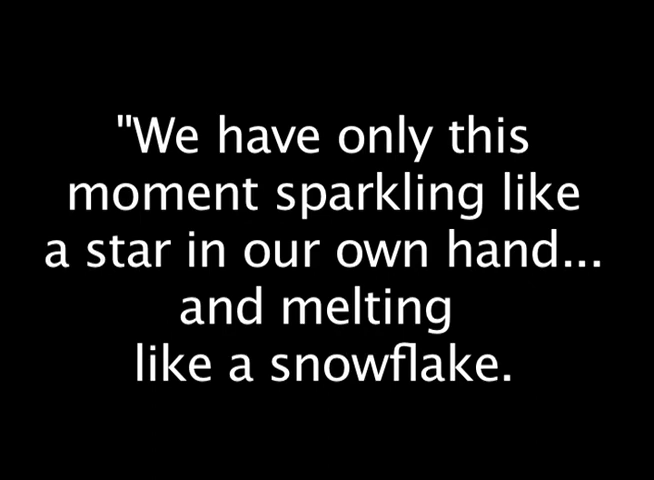 "We have only this
moment sparkling like
a star in our own hand...
and melting
like a snowflake.